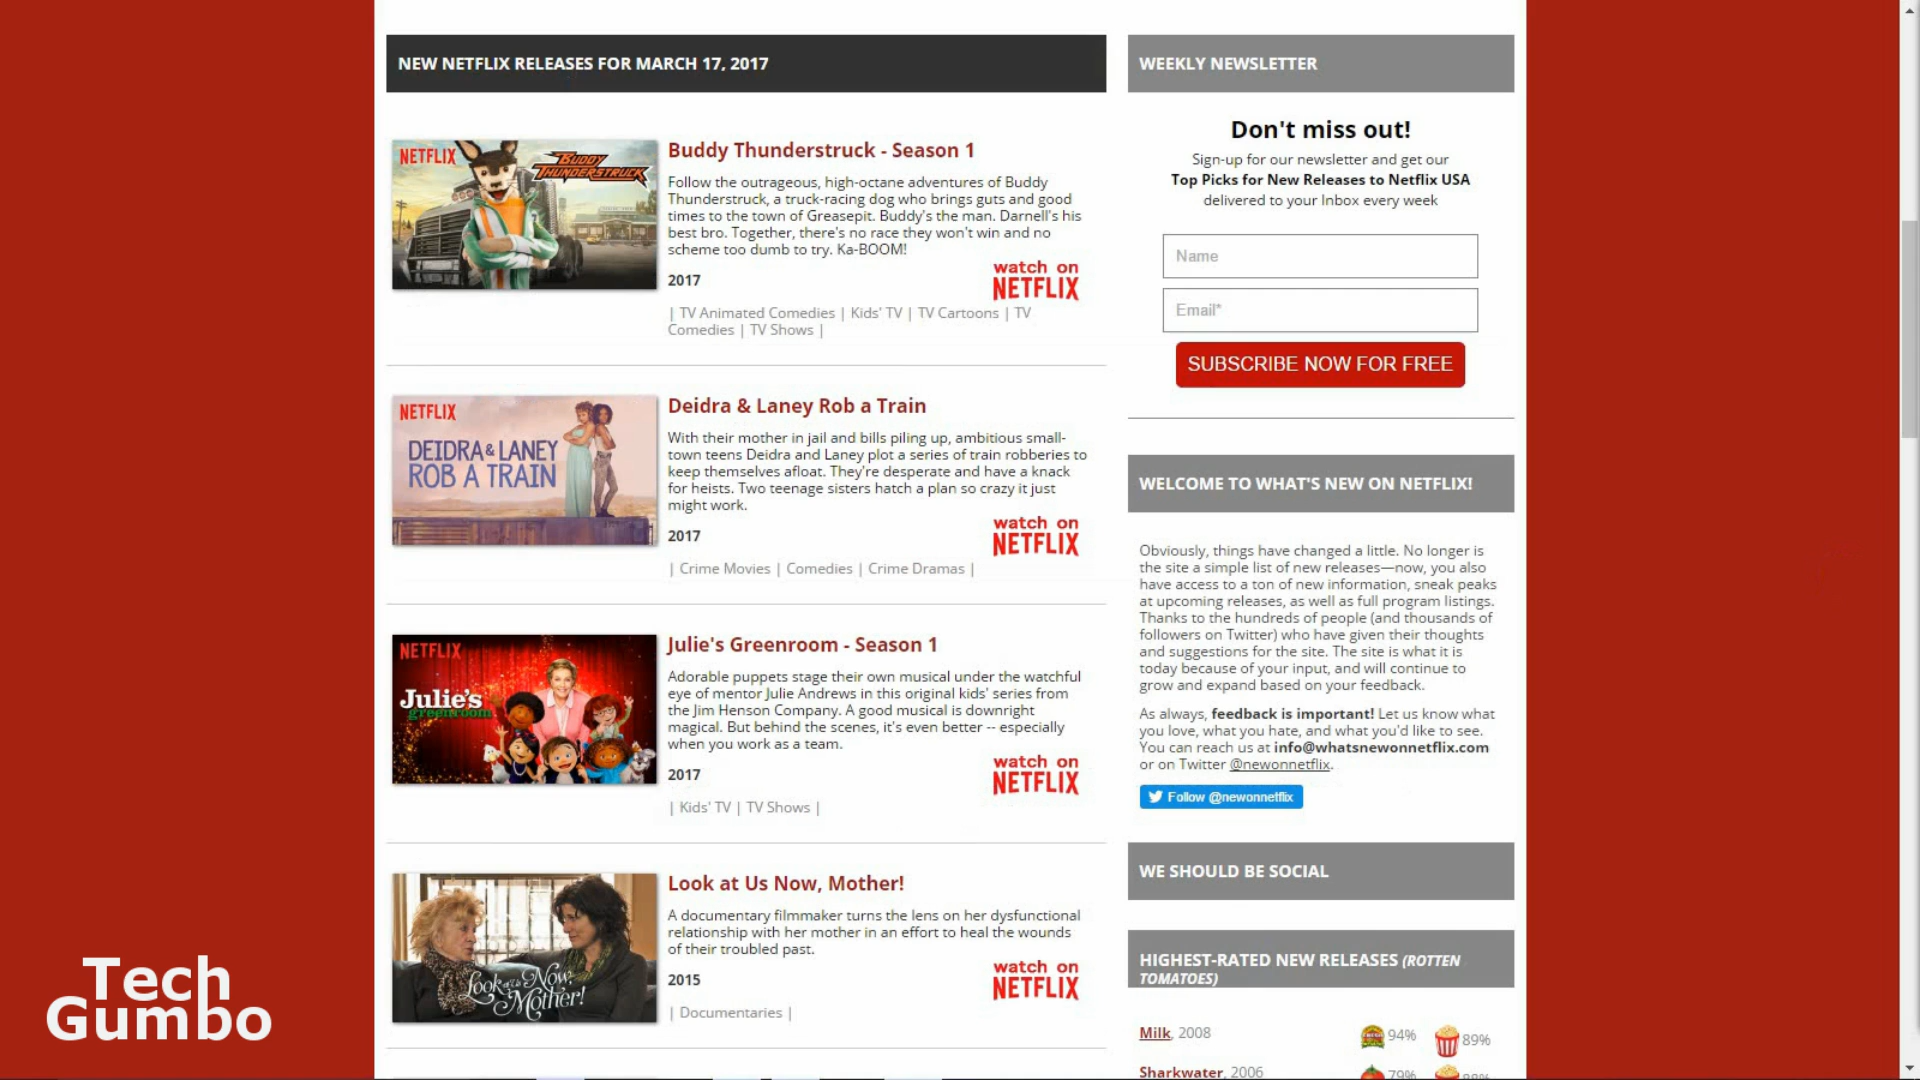 NEW NETFLIX RELEASES FOR MARCH 17, 2017
NETFLIX
BUDDY
THUNDERSTRUCK
Buddy Thunderstruck - Season 1
Follow the outrageous, high-octane adventures of Buddy
Thunderstruck, a truck-racing dog who brings guts and good
times to the town of Greasepit. Buddy's the man. Darnell's his
best bro. Together, there's no race they won't win and no
scheme too dumb to try. Ka-BOOM!
2017
watch on
NETFLIX
| TV Animated Comedies | Kids' TV | TV Cartoons | TV
Comedies | TV Shows |
NETFLIX
DEIDRA & LANEY
ROB A TRAIN
Deidra & Laney Rob a Train
With their mother in jail and bills piling up, ambitious small-
town teens Deidra and Laney plot a series of train robberies to
keep themselves afloat. They're desperate and have a knack
for heists. Two teenage sisters hatch a plan so crazy it just
might work.
2017
watch on
NETFLIX
| Crime Movies | Comedies | Crime Dramas |
NETFLIX
Julie's
greenroom
Julie's Greenroom - Season 1
Adorable puppets stage their own musical under the watchful
eye of mentor Julie Andrews in this original kids' series from
the Jim Henson Company. A good musical is downright
magical. But behind the scenes, it's even better -- especially
when you work as a team.
2017
watch on
NETFLIX
| Kids' TV | TV Shows |
Look at Us Now,
Mother!
Look at Us Now, Mother!
A documentary filmmaker turns the lens on her dysfunctional
relationship with her mother in an effort to heal the wounds
of their troubled past.
2015
watch on
NETFLIX
| Documentaries |
WEEKLY NEWSLETTER
Don't miss out!
Sign-up for our newsletter and get our
Top Picks for New Releases to Netflix USA
delivered to your Inbox every week
Name
Email*
SUBSCRIBE NOW FOR FREE
WELCOME TO WHAT'S NEW ON NETFLIX!
Obviously, things have changed a little. No longer is
the site a simple list of new releases—now, you also
have access to a ton of new information, sneak peaks
at upcoming releases, as well as full program listings.
Thanks to the hundreds of people (and thousands of
followers on Twitter) who have given their thoughts
and suggestions for the site. The site is what it is
today because of your input, and will continue to
grow and expand based on your feedback.
As always, feedback is important! Let us know what
you love, what you hate, and what you'd like to see.
You can reach us at info@whatsnewonnetflix.com
or on Twitter @newonnetflix.
Follow @newonnetflix
WE SHOULD BE SOCIAL
HIGHEST-RATED NEW RELEASES (ROTTEN
TOMATOES)
Milk, 2008 94% 89%
Sharkwater, 2006 79%
Tech
Gumbo